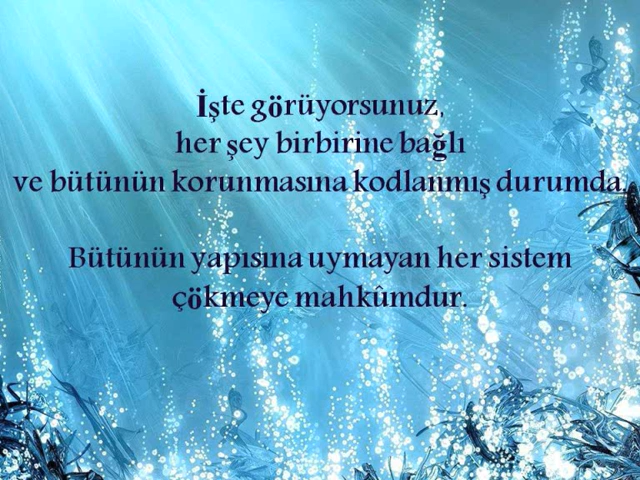 İşte görüyorsunuz,
her şey birbirine bağlı
ve bütünün korunmasına kodlanmış durumda.
Bütünün yapısına uymayan her sistem
çökmeye mahkûmdur.